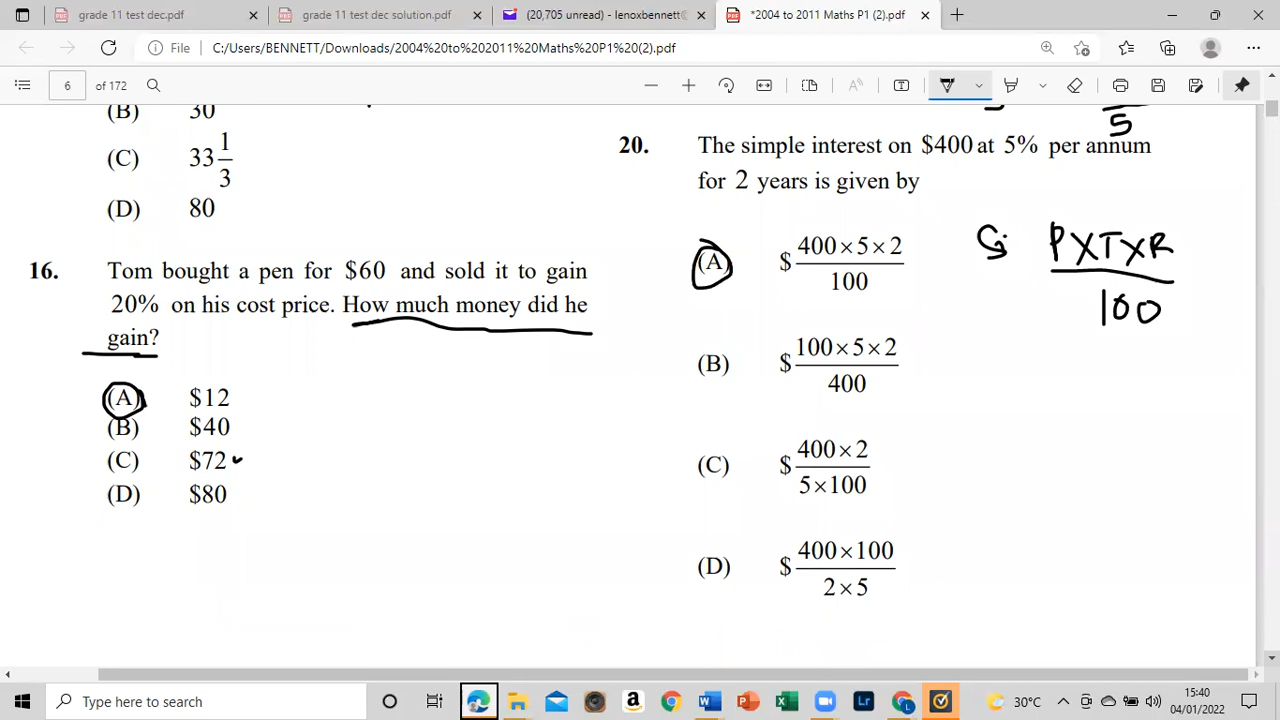 grade 11 test dec.pdf
grade 11 test dec solution.pdf
(20,705 unread) - lenoxbennett
*2004 to 2011 Maths P1 (2).pdf
File
C:/Users/BENNETT/Downloads/2004%20to%202011%20Maths%20P1%20(2).pdf
6 of 172
(B) 30
(C) 33 1/3
(D) 80
16. Tom bought a pen for $60 and sold it to gain
20% on his cost price. How much money did he
gain?
(A) $12
(B) $40
(C) $72
(D) $80
5
20. The simple interest on $400 at 5% per annum
for 2 years is given by
(A) $ 400×5×2
100
(B) $ 100×5×2
400
(C) $ 400×2
5×100
(D) $ 400×100
2×5
SI P×T×R
100
Type here to search
30°C
15:40
04/01/2022